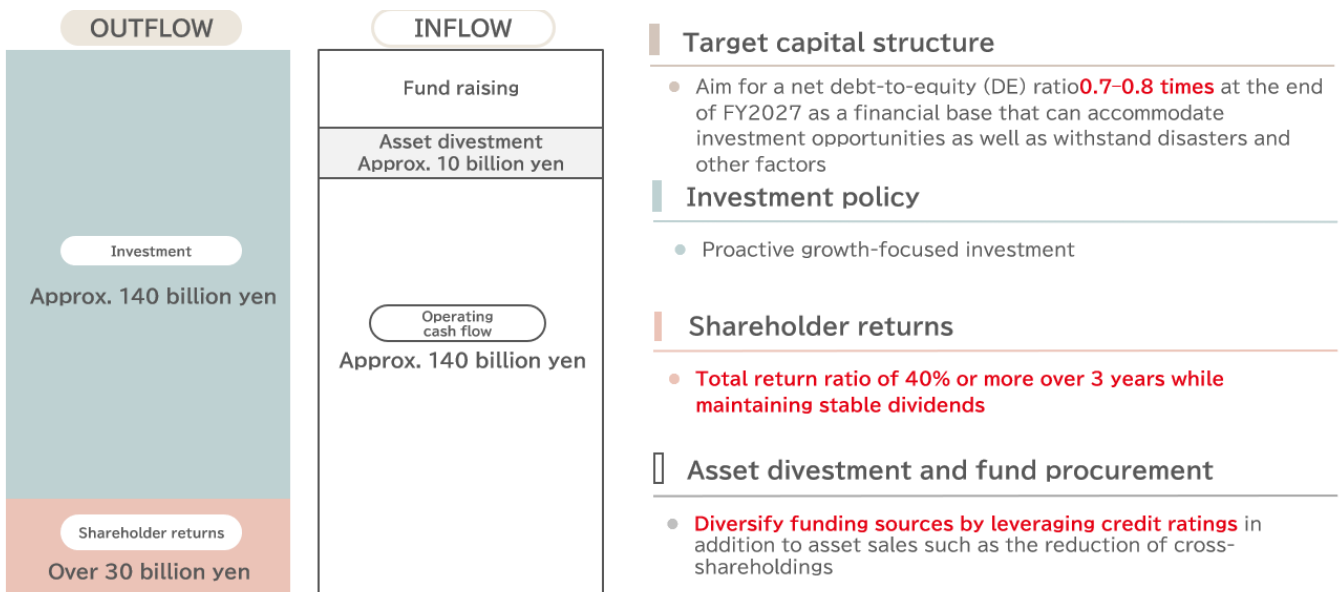 OUTFLOW
Investment
Approx. 140 billion yen
Shareholder returns
Over 30 billion yen
INFLOW
Fund raising
Asset divestment
Approx. 10 billion yen
Operating
cash flow
Approx. 140 billion yen
Target capital structure
Aim for a net debt-to-equity (DE) ratio0.7–0.8 times at the end
of FY2027 as a financial base that can accommodate
investment opportunities as well as withstand disasters and
other factors
Investment policy
Proactive growth-focused investment
Shareholder returns
Total return ratio of 40% or more over 3 years while
maintaining stable dividends
Asset divestment and fund procurement
Diversify funding sources by leveraging credit ratings in
addition to asset sales such as the reduction of cross-
shareholdings